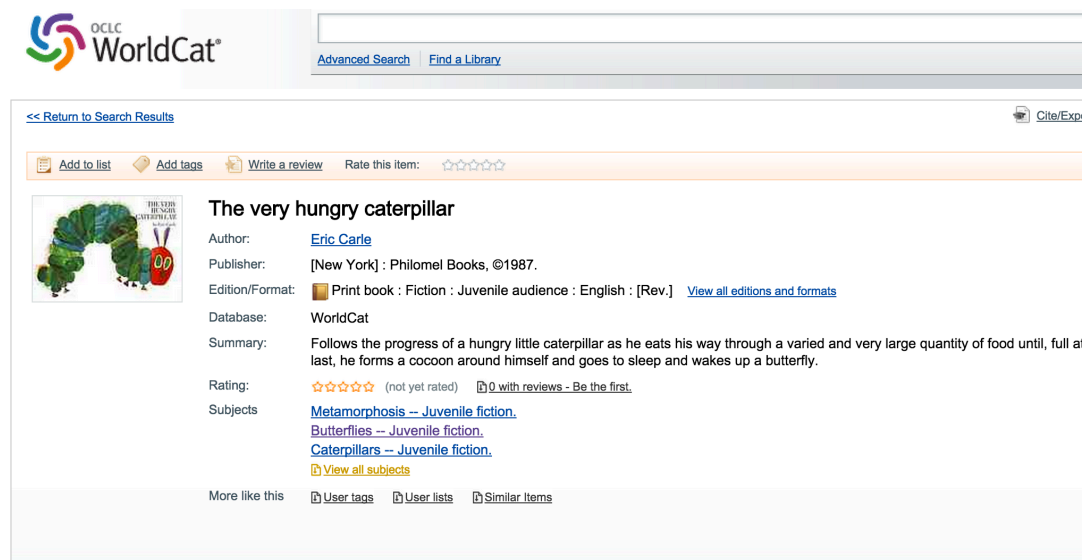 OCLC
WorldCat®
Advanced Search
Find a Library
<< Return to Search Results
Cite/Exp
Add to list
Add tags
Write a review
Rate this item:
THE VERY
HUNGRY
CATERPILLAR
by Eric Carle
The very hungry caterpillar
Author: Eric Carle
Publisher: [New York] : Philomel Books, ©1987.
Edition/Format: Print book : Fiction : Juvenile audience : English : [Rev.] View all editions and formats
Database: WorldCat
Summary: Follows the progress of a hungry little caterpillar as he eats his way through a varied and very large quantity of food until, full at
last, he forms a cocoon around himself and goes to sleep and wakes up a butterfly.
Rating: (not yet rated) 0 with reviews - Be the first.
Subjects Metamorphosis -- Juvenile fiction.
Butterflies -- Juvenile fiction.
Caterpillars -- Juvenile fiction.
View all subjects
More like this User tags User lists Similar Items